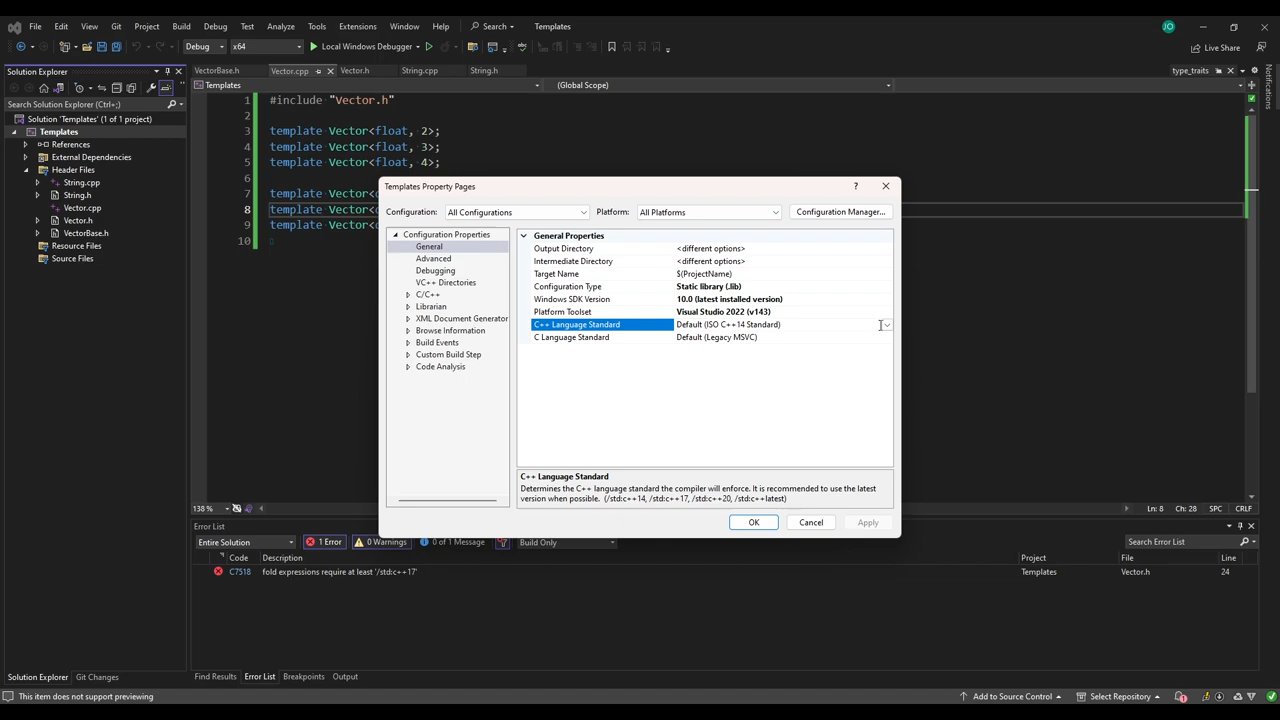 File Edit View Git Project Build Debug Test Analyze Tools Extensions Window Help Search Templates JO
Debug x64 Local Windows Debugger Live Share
Solution Explorer
Search Solution Explorer (Ctrl+;)
Solution 'Templates' (1 of 1 project)
Templates
References
External Dependencies
Header Files
String.cpp
String.h
Vector.cpp
Vector.h
VectorBase.h
Resource Files
Source Files
VectorBase.h Vector.cpp Vector.h String.cpp String.h type_traits
Templates (Global Scope)
1 #include "Vector.h"
2
3 template Vector<float, 2>;
4 template Vector<float, 3>;
5 template Vector<float, 4>;
6
7 template Vector<
8 template Vector<
9 template Vector<
10
Templates Property Pages
Configuration: All Configurations Platform: All Platforms Configuration Manager...
Configuration Properties
General
Advanced
Debugging
VC++ Directories
C/C++
Librarian
XML Document Generator
Browse Information
Build Events
Custom Build Step
Code Analysis
General Properties
Output Directory <different options>
Intermediate Directory <different options>
Target Name $(ProjectName)
Configuration Type Static library (.lib)
Windows SDK Version 10.0 (latest installed version)
Platform Toolset Visual Studio 2022 (v143)
C++ Language Standard Default (ISO C++14 Standard)
C Language Standard Default (Legacy MSVC)
C++ Language Standard
Determines the C++ language standard the compiler will enforce. It is recommended to use the latest
version when possible. (/std:c++14, /std:c++17, /std:c++20, /std:c++latest)
OK Cancel Apply
138 % Ln: 8 Ch: 28 SPC CRLF
Error List
Entire Solution 1 Error 0 Warnings 0 of 1 Message Build Only Search Error List
Code Description Project File Line
C7518 fold expressions require at least '/std:c++17' Templates Vector.h 24
Solution Explorer Git Changes Find Results Error List Breakpoints Output
This item does not support previewing Add to Source Control Select Repository 1
Notifications